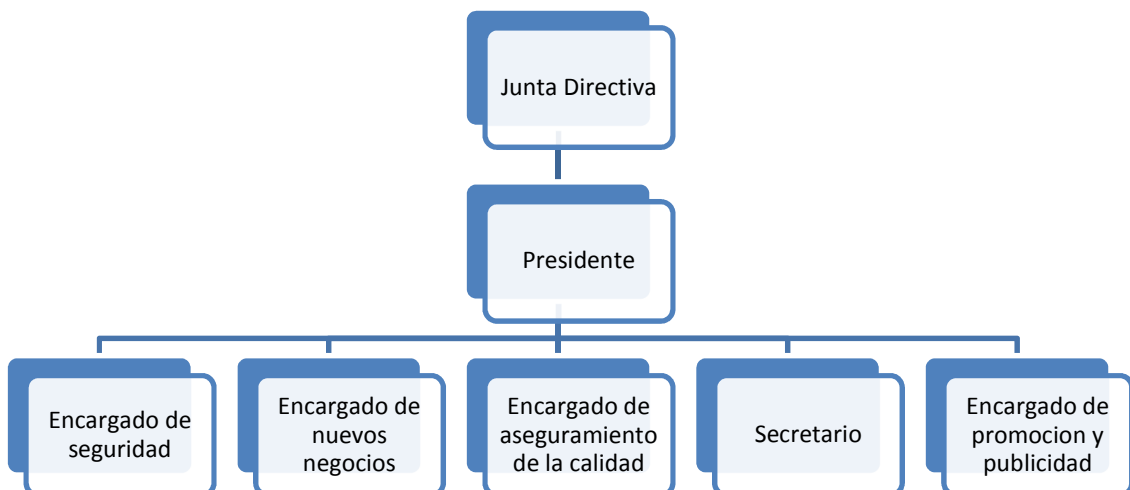 Junta Directiva
Presidente
Encargado de
seguridad
Encargado de
nuevos
negocios
Encargado de
aseguramiento
de la calidad
Secretario
Encargado de
promocion y
publicidad